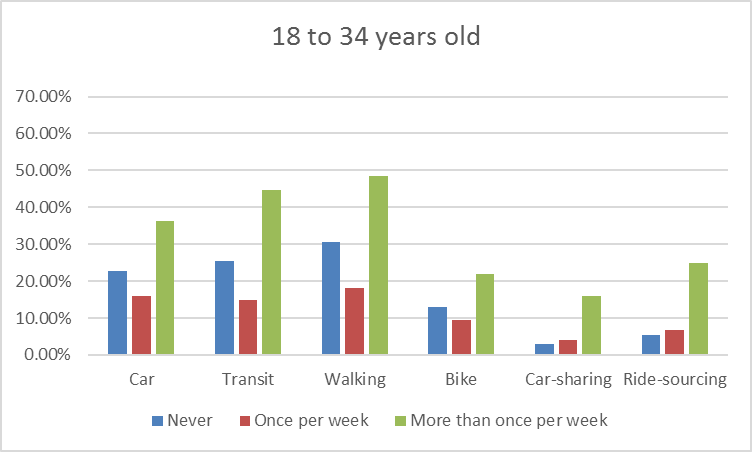 18 to 34 years old
70.00%
60.00%
50.00%
40.00%
30.00%
20.00%
10.00%
0.00%
Car Transit Walking Bike Car-sharing Ride-sourcing
Never Once per week More than once per week